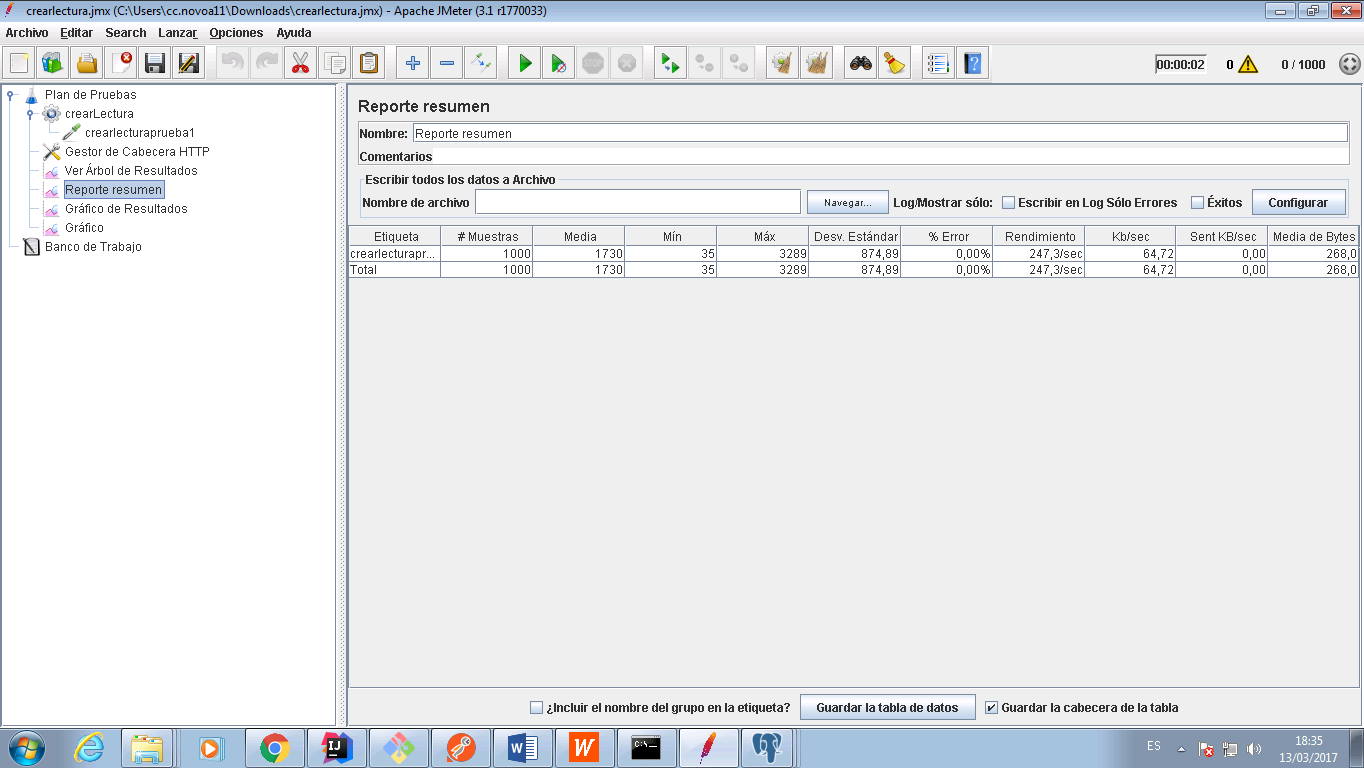 crearlectura.jmx (C:\Users\cc.novoa11\Downloads\crearlectura.jmx) - Apache JMeter (3.1 r1770033)
Archivo Editar Search Lanzar Opciones Ayuda
STOP
00:00:02 0 0 / 1000
Plan de Pruebas
crearLectura
crearlecturaprueba1
Gestor de Cabecera HTTP
Ver Árbol de Resultados
Reporte resumen
Gráfico de Resultados
Gráfico
Banco de Trabajo
Reporte resumen
Nombre: Reporte resumen
Comentarios
Escribir todos los datos a Archivo
Nombre de archivo Navegar... Log/Mostrar sólo: Escribir en Log Sólo Errores Éxitos Configurar
Etiqueta # Muestras Media Mín Máx Desv. Estándar % Error Rendimiento Kb/sec Sent KB/sec Media de Bytes
crearlecturapr... 1000 1730 35 3289 874,89 0,00% 247,3/sec 64,72 0,00 268,0
Total 1000 1730 35 3289 874,89 0,00% 247,3/sec 64,72 0,00 268,0
¿Incluir el nombre del grupo en la etiqueta? Guardar la tabla de datos Guardar la cabecera de la tabla
ES 18:35
13/03/2017